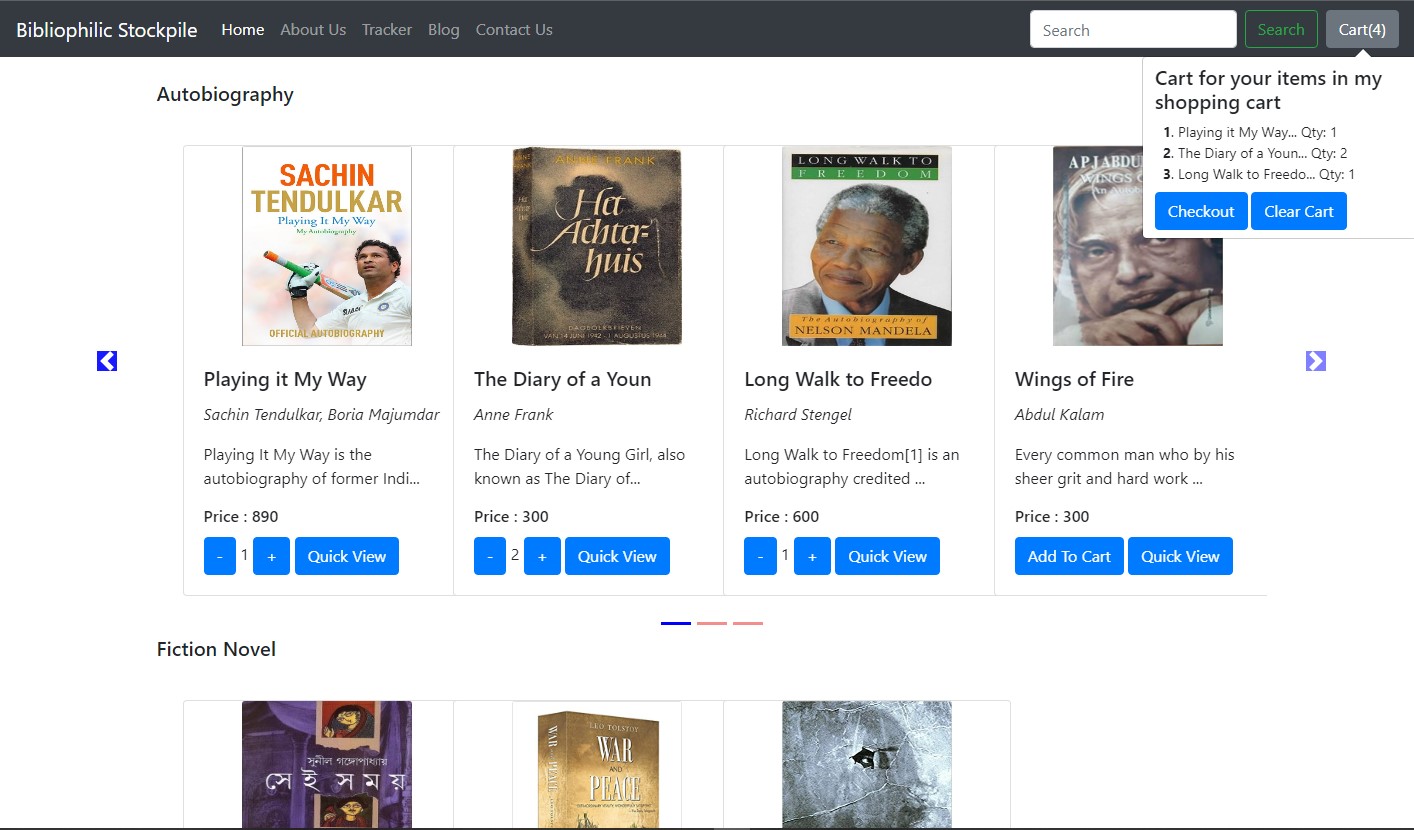 Bibliophilic Stockpile Home About Us Tracker Blog Contact Us Search Search Cart(4)
Cart for your items in my
shopping cart
1. Playing it My Way... Qty: 1
2. The Diary of a Youn... Qty: 2
3. Long Walk to Freedo... Qty: 1
Checkout Clear Cart
Autobiography
SACHIN
TENDULKAR
Playing It My Way
My Autobiography
OFFICIAL AUTOBIOGRAPHY
ANNE FRANK
Het
Achter-
huis
DAGBOEKBRIEVEN
VAN 14 JUNI 1942 - 1 AUGUSTUS 1944
LONG WALK TO
FREEDOM
The Autobiography of
NELSON MANDELA
APJ ABDU
WINGS O
An Autob
Playing it My Way
Sachin Tendulkar, Boria Majumdar
Playing It My Way is the
autobiography of former Indi...
Price : 890
- 1 + Quick View
The Diary of a Youn
Anne Frank
The Diary of a Young Girl, also
known as The Diary of...
Price : 300
- 2 + Quick View
Long Walk to Freedo
Richard Stengel
Long Walk to Freedom[1] is an
autobiography credited ...
Price : 600
- 1 + Quick View
Wings of Fire
Abdul Kalam
Every common man who by his
sheer grit and hard work ...
Price : 300
Add To Cart Quick View
Fiction Novel
সুনীল গঙ্গোপাধ্যায়
সেই সময়
LEO TOLSTOY
WAR
AND
PEACE
WAR PEACE